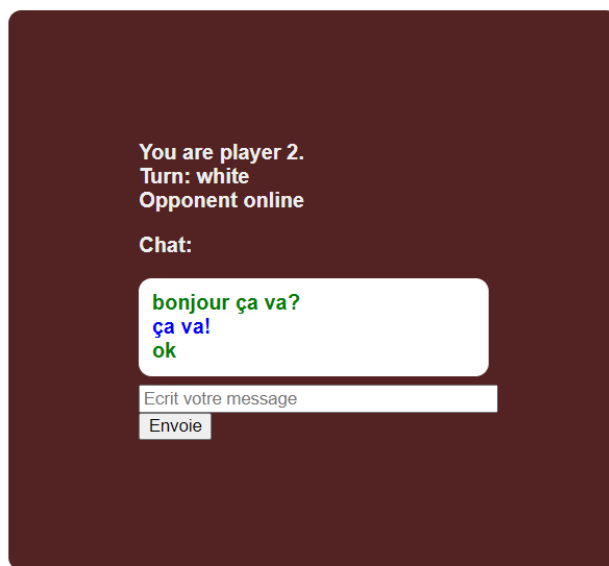 You are player 2.
Turn: white
Opponent online
Chat:
bonjour ça va?
ça va!
ok
Ecrit votre message
Envoie